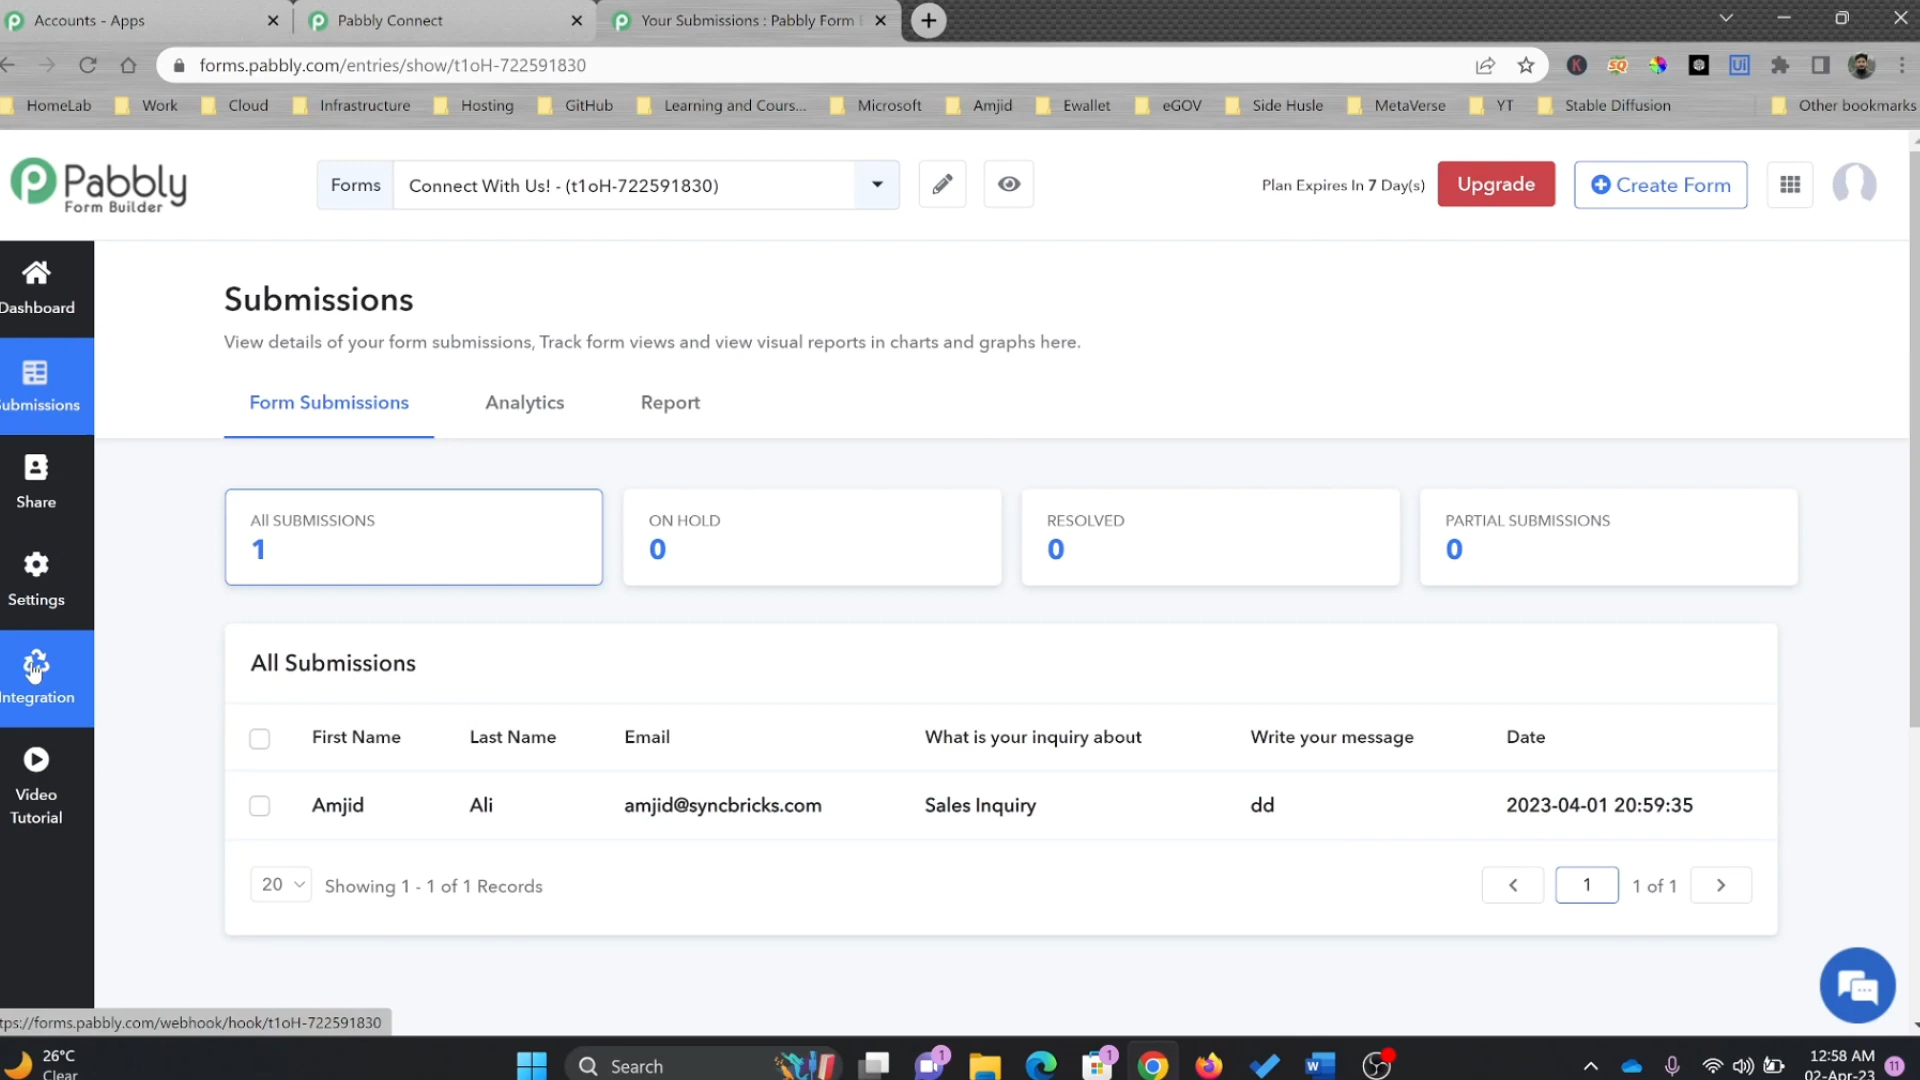 Accounts - Apps
Pabbly Connect
Your Submissions : Pabbly Form
forms.pabbly.com/entries/show/t1oH-722591830
HomeLab Work Cloud Infrastructure Hosting GitHub Learning and Cours... Microsoft Amjid Ewallet eGOV Side Husle MetaVerse YT Stable Diffusion Other bookmarks
Pabbly
Form Builder
Forms Connect With Us! - (t1oH-722591830)
Plan Expires In 7 Day(s) Upgrade Create Form
Dashboard
Submissions
View details of your form submissions, Track form views and view visual reports in charts and graphs here.
ubmissions
Form Submissions Analytics Report
Share
Settings
Integration
Video
Tutorial
All SUBMISSIONS
1
ON HOLD
0
RESOLVED
0
PARTIAL SUBMISSIONS
0
All Submissions
First Name Last Name Email What is your inquiry about Write your message Date
Amjid Ali amjid@syncbricks.com Sales Inquiry dd 2023-04-01 20:59:35
20 Showing 1 - 1 of 1 Records
1 1 of 1
tps://forms.pabbly.com/webhook/hook/t1oH-722591830
26°C
Clear
Search
1
1
12:58 AM
02-Apr-23
11